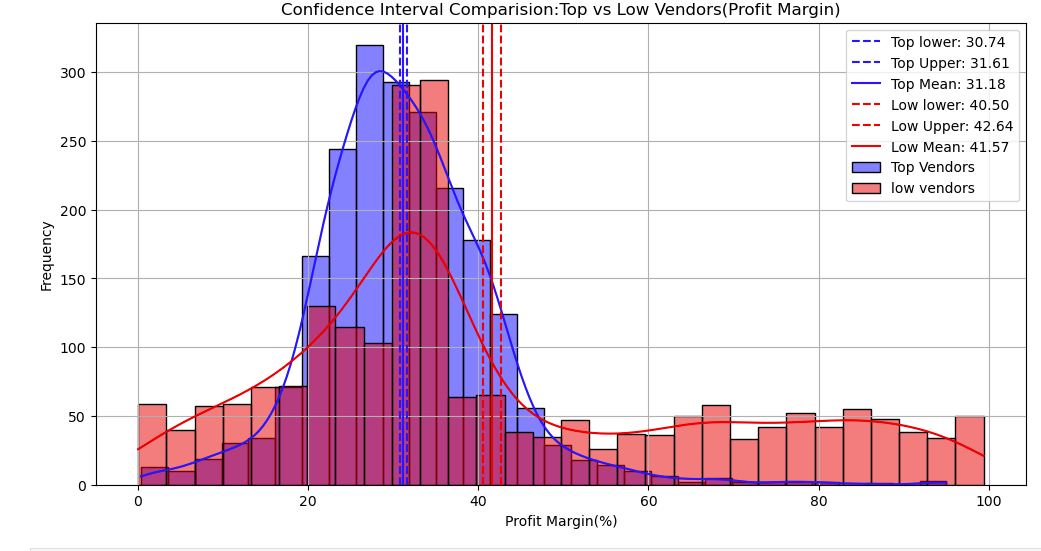 Confidence Interval Comparision:Top vs Low Vendors(Profit Margin)
Top lower: 30.74
Top Upper: 31.61
Top Mean: 31.18
Low lower: 40.50
Low Upper: 42.64
Low Mean: 41.57
Top Vendors
low vendors
Frequency
300
250
200
150
100
50
0
0 20 40 60 80 100
Profit Margin(%)